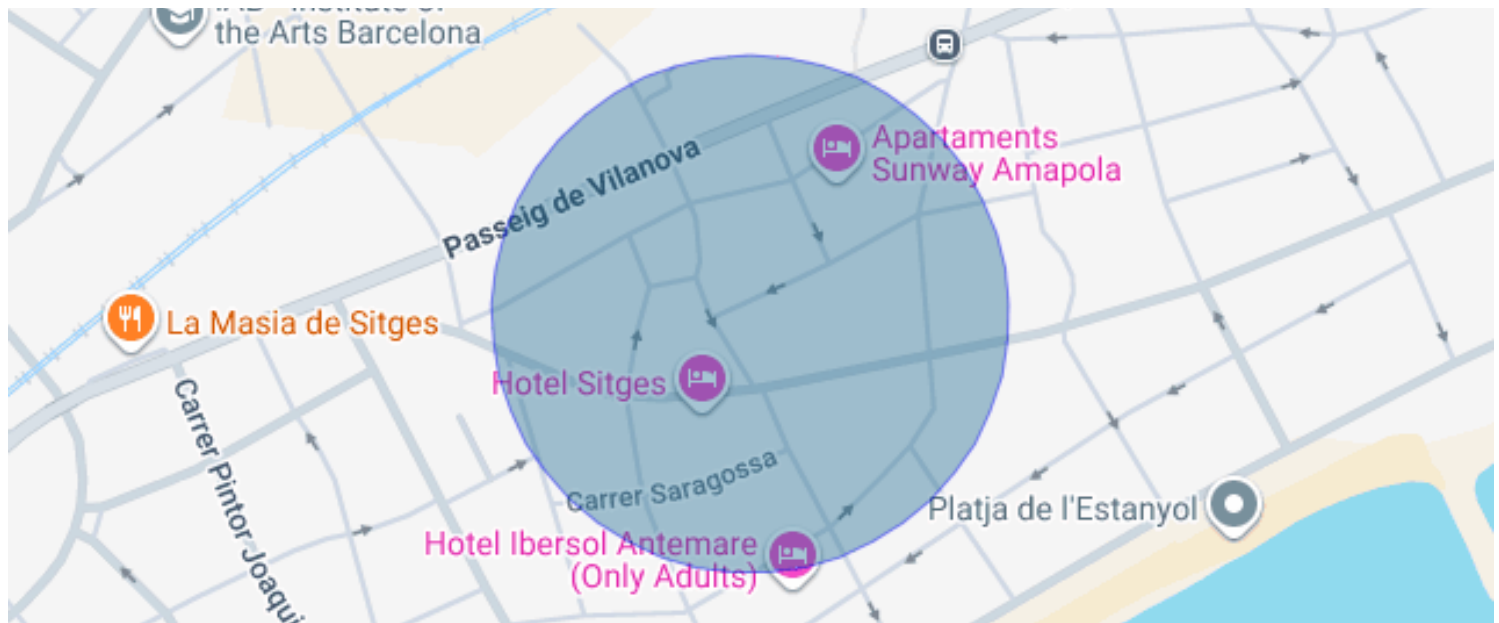 the Arts Barcelona
Apartaments
Sunway Amapola
Passeig de Vilanova
La Masia de Sitges
Hotel Sitges
Carrer Pintor Joaqui
Carrer Saragossa
Platja de l'Estanyol
Hotel Ibersol Antemare
(Only Adults)